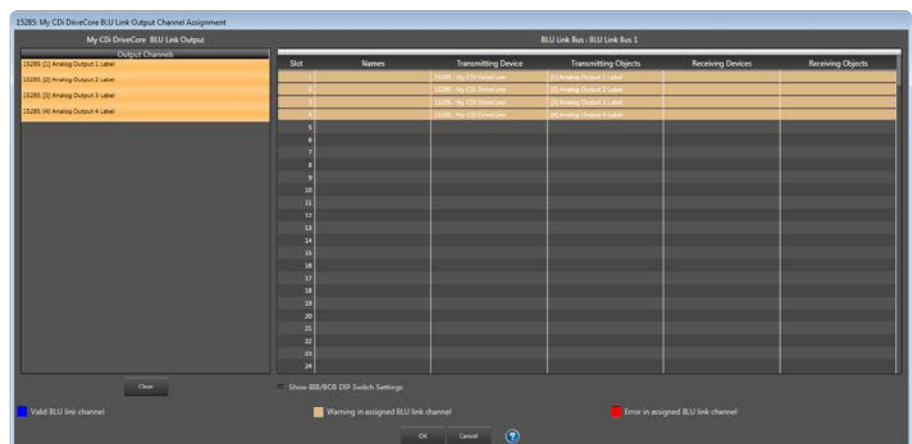 15285: My CDi DriveCore BLU Link Output Channel Assignment
My CDi DriveCore BLU Link Output
BLU Link Bus : BLU Link Bus 1
Output Channels
15285: [1] Analog Output 1 Label
15285: [2] Analog Output 2 Label
15285: [3] Analog Output 3 Label
15285: [4] Analog Output 4 Label
Slot Names Transmitting Device Transmitting Objects Receiving Devices Receiving Objects
1 15285 : My CDi DriveCore [1] Analog Output 1 Label
2 15285 : My CDi DriveCore [2] Analog Output 2 Label
3 15285 : My CDi DriveCore [3] Analog Output 3 Label
4 15285 : My CDi DriveCore [4] Analog Output 4 Label
5
6
7
8
9
10
11
12
13
14
15
16
17
18
19
20
21
22
23
24
Clear
Show BIB/BOB DIP Switch Settings
Valid BLU link channel
Warning in assigned BLU link channel
Error in assigned BLU link channel
OK Cancel ?